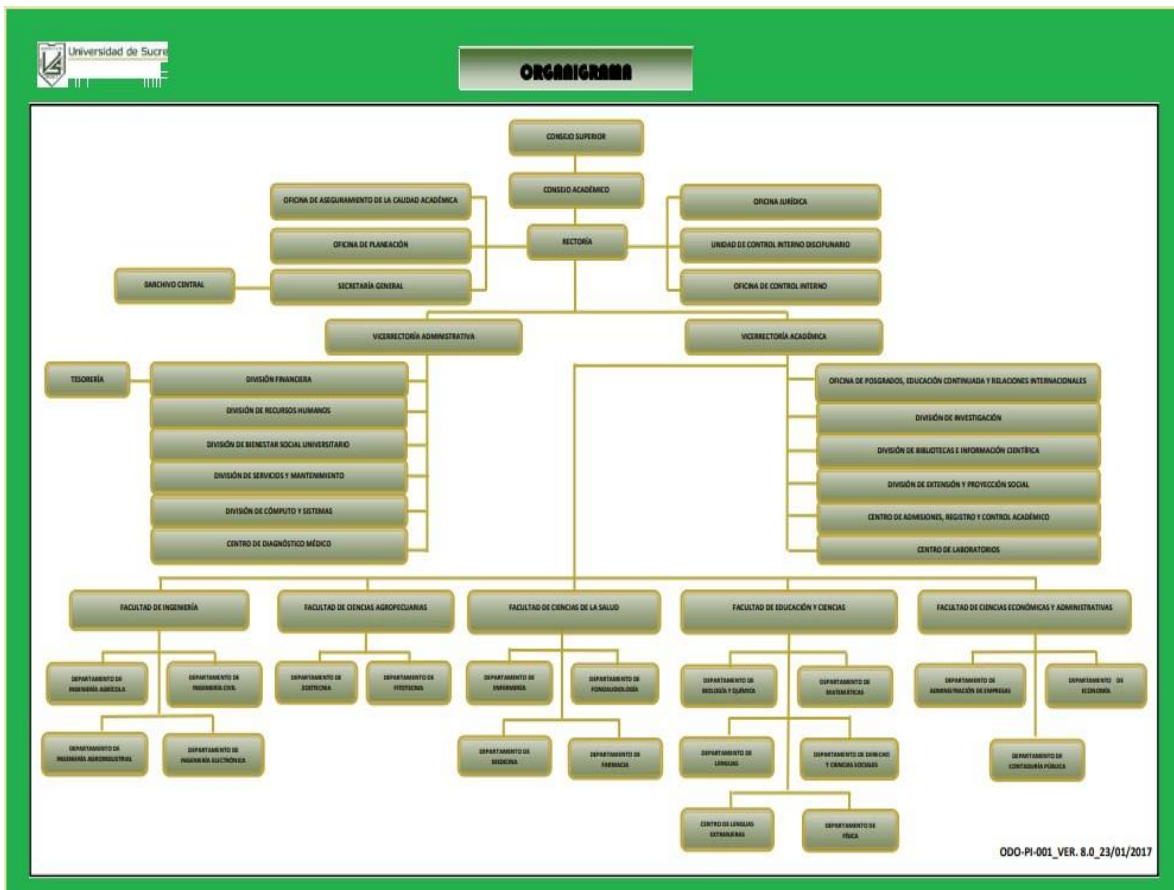 Universidad de Sucre
ORGANIGRAMA
CONSEJO SUPERIOR
CONSEJO ACADÉMICO
OFICINA DE ASEGURAMIENTO DE LA CALIDAD ACADÉMICA
OFICINA JURÍDICA
OFICINA DE PLANEACIÓN
RECTORÍA
UNIDAD DE CONTROL INTERNO DISCIPLINARIO
0ARCHIVO CENTRAL
SECRETARÍA GENERAL
OFICINA DE CONTROL INTERNO
VICERRECTORÍA ADMINISTRATIVA
VICERRECTORÍA ACADÉMICA
TESORERÍA
DIVISIÓN FINANCIERA
DIVISIÓN DE RECURSOS HUMANOS
DIVISIÓN DE BIENESTAR SOCIAL UNIVERSITARIO
DIVISIÓN DE SERVICIOS Y MANTENIMIENTO
DIVISIÓN DE CÓMPUTO Y SISTEMAS
CENTRO DE DIAGNÓSTICO MÉDICO
OFICINA DE POSGRADOS, EDUCACIÓN CONTINUADA Y RELACIONES INTERNACIONALES
DIVISIÓN DE INVESTIGACIÓN
DIVISIÓN DE BIBLIOTECAS E INFORMACIÓN CIENTÍFICA
DIVISIÓN DE EXTENSIÓN Y PROYECCIÓN SOCIAL
CENTRO DE ADMISIONES, REGISTRO Y CONTROL ACADÉMICO
CENTRO DE LABORATORIOS
FACULTAD DE INGENIERÍA
FACULTAD DE CIENCIAS AGROPECUARIAS
FACULTAD DE CIENCIAS DE LA SALUD
FACULTAD DE EDUCACIÓN Y CIENCIAS
FACULTAD DE CIENCIAS ECONÓMICAS Y ADMINISTRATIVAS
DEPARTAMENTO DE
INGENIERÍA AGRÍCOLA
DEPARTAMENTO DE
INGENIERÍA CIVIL
DEPARTAMENTO DE
ZOOTECNIA
DEPARTAMENTO DE
FITOTECNIA
DEPARTAMENTO DE
ENFERMERÍA
DEPARTAMENTO DE
FONOAUDIOLOGÍA
DEPARTAMENTO DE
BIOLOGÍA Y QUÍMICA
DEPARTAMENTO DE
MATEMÁTICAS
DEPARTAMENTO DE
ADMINISTRACIÓN DE EMPRESAS
DEPARTAMENTO DE
ECONOMÍA
DEPARTAMENTO DE
INGENIERÍA AGROINDUSTRIAL
DEPARTAMENTO DE
INGENIERÍA ELECTRÓNICA
DEPARTAMENTO DE
MEDICINA
DEPARTAMENTO DE
FARMACIA
DEPARTAMENTO DE
LENGUAS
DEPARTAMENTO DE DERECHO
Y CIENCIAS SOCIALES
DEPARTAMENTO DE
CONTADURÍA PÚBLICA
CENTRO DE LENGUAS
EXTRANJERAS
DEPARTAMENTO DE
FÍSICA
ODO-PI-001_VER. 8.0_23/01/2017